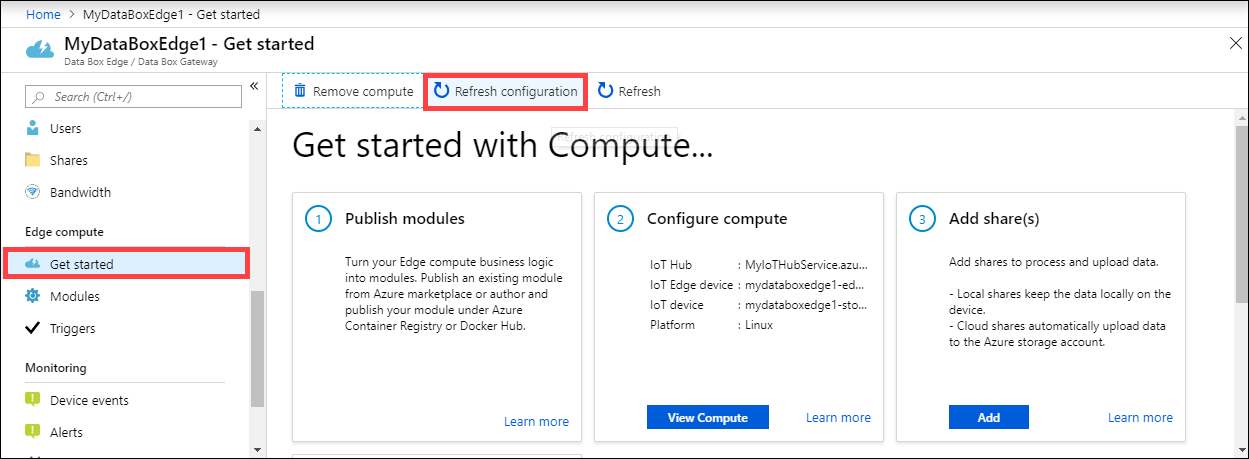 Home > MyDataBoxEdge1 - Get started
MyDataBoxEdge1 - Get started
Data Box Edge / Data Box Gateway
Search (Ctrl+/)
Users
Shares
Bandwidth
Edge compute
Get started
Modules
Triggers
Monitoring
Device events
Alerts
Remove compute
Refresh configuration
Refresh
Refresh configuration
Get started with Compute...
1
Publish modules
Turn your Edge compute business logic
into modules. Publish an existing module
from Azure marketplace or author and
publish your module under Azure
Container Registry or Docker Hub.
Learn more
2
Configure compute
IoT Hub : MyIoTHubService.azu...
IoT Edge device : mydataboxedge1-ed...
IoT device : mydataboxedge1-sto...
Platform : Linux
View Compute
Learn more
3
Add share(s)
Add shares to process and upload data.
- Local shares keep the data locally on the
device.
- Cloud shares automatically upload data
to the Azure storage account.
Add
Learn more